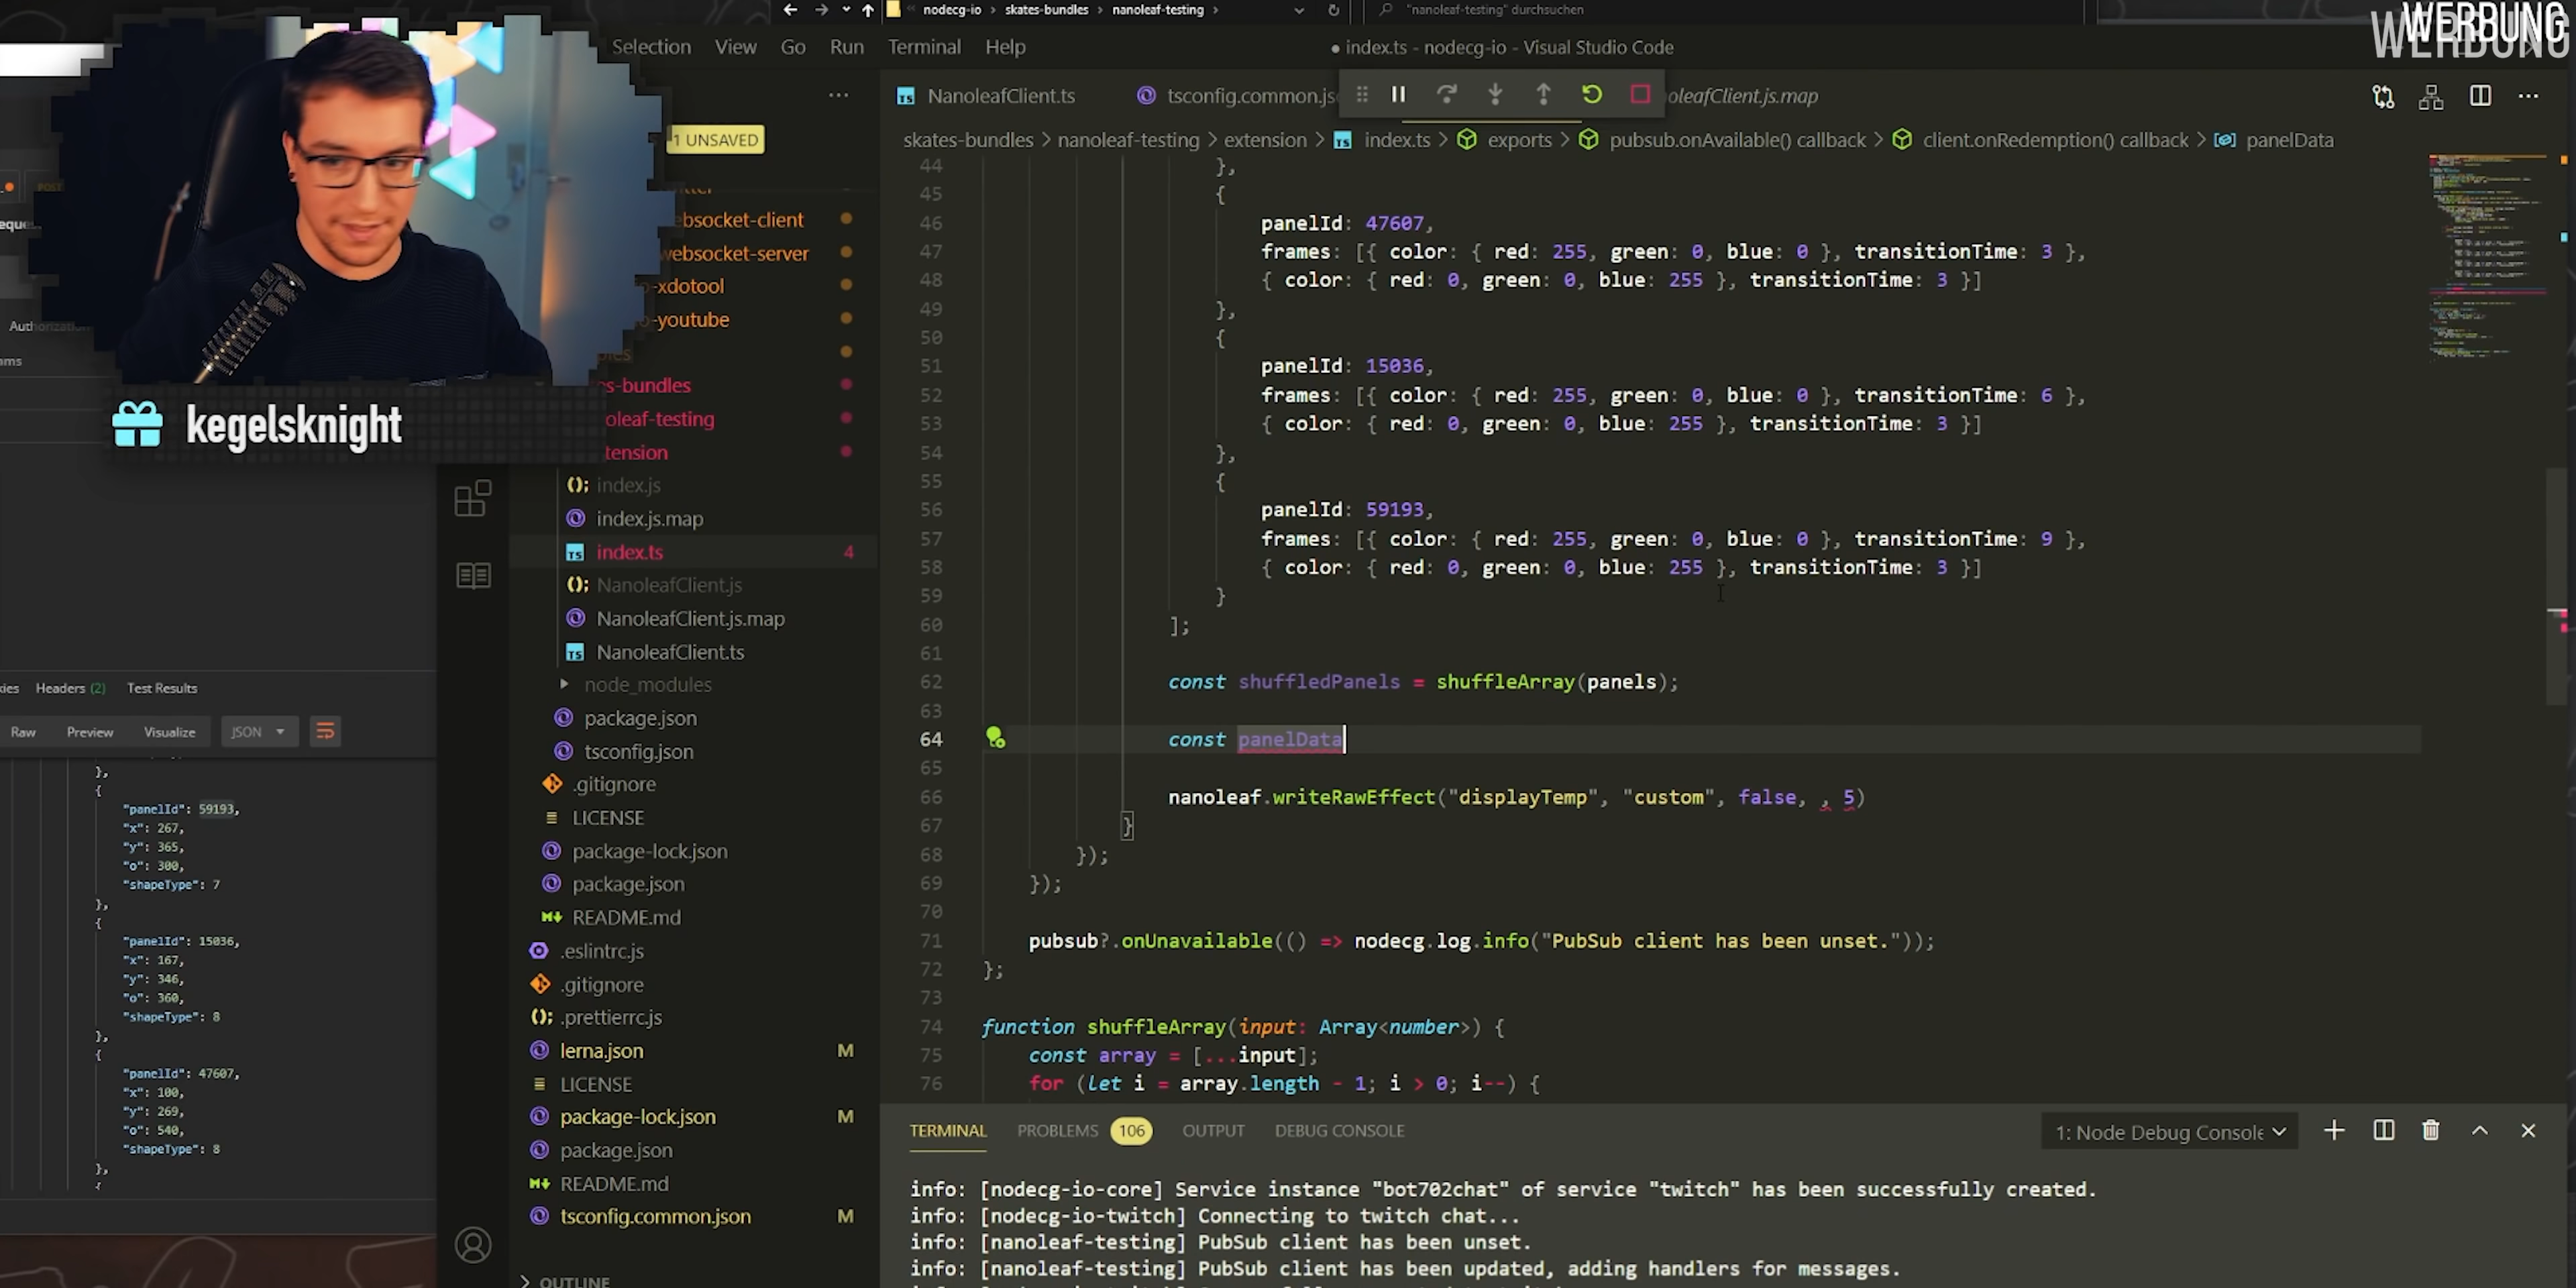 nodecg-io > skates-bundles > nanoleaf-testing >
"nanoleaf-testing" durchsuchen
WERBUNG
WERBUNG
Selection View Go Run Terminal Help
● index.ts - nodecg-io - Visual Studio Code
NanoleafClient.ts
tsconfig.common.js
oleafClient.js.map
1 UNSAVED
skates-bundles > nanoleaf-testing > extension > index.ts > exports > pubsub.onAvailable() callback > client.onRedemption() callback > panelData
POST
eque...
Authorizatio
ams
kegelsknight
ebsocket-client
websocket-server
o-xdotool
o-youtube
ples
es-bundles
oleaf-testing
tension
index.js
index.js.map
index.ts 4
NanoleafClient.js
NanoleafClient.js.map
NanoleafClient.ts
node_modules
package.json
tsconfig.json
.gitignore
LICENSE
package-lock.json
package.json
README.md
.eslintrc.js
.gitignore
.prettierrc.js
lerna.json M
LICENSE
package-lock.json M
package.json
README.md
tsconfig.common.json M
OUTLINE
kies Headers (2) Test Results
Raw Preview Visualize JSON
},
{
"panelId": 59193,
"x": 267,
"y": 365,
"o": 300,
"shapeType": 7
},
{
"panelId": 15036,
"x": 167,
"y": 346,
"o": 360,
"shapeType": 8
},
{
"panelId": 47607,
"x": 100,
"y": 269,
"o": 540,
"shapeType": 8
},
{
44 },
45 {
46 panelId: 47607,
47 frames: [{ color: { red: 255, green: 0, blue: 0 }, transitionTime: 3 },
48 { color: { red: 0, green: 0, blue: 255 }, transitionTime: 3 }]
49 },
50 {
51 panelId: 15036,
52 frames: [{ color: { red: 255, green: 0, blue: 0 }, transitionTime: 6 },
53 { color: { red: 0, green: 0, blue: 255 }, transitionTime: 3 }]
54 },
55 {
56 panelId: 59193,
57 frames: [{ color: { red: 255, green: 0, blue: 0 }, transitionTime: 9 },
58 { color: { red: 0, green: 0, blue: 255 }, transitionTime: 3 }]
59 }
60 ];
61
62 const shuffledPanels = shuffleArray(panels);
63
64 const panelData
65
66 nanoleaf.writeRawEffect("displayTemp", "custom", false, , 5)
67 }
68 });
69 });
70
71 pubsub?.onUnavailable(() => nodecg.log.info("PubSub client has been unset."));
72 };
73
74 function shuffleArray(input: Array<number>) {
75 const array = [...input];
76 for (let i = array.length - 1; i > 0; i--) {
TERMINAL PROBLEMS 106 OUTPUT DEBUG CONSOLE
1: Node Debug Console
info: [nodecg-io-core] Service instance "bot702chat" of service "twitch" has been successfully created.
info: [nodecg-io-twitch] Connecting to twitch chat...
info: [nanoleaf-testing] PubSub client has been unset.
info: [nanoleaf-testing] PubSub client has been updated, adding handlers for messages.